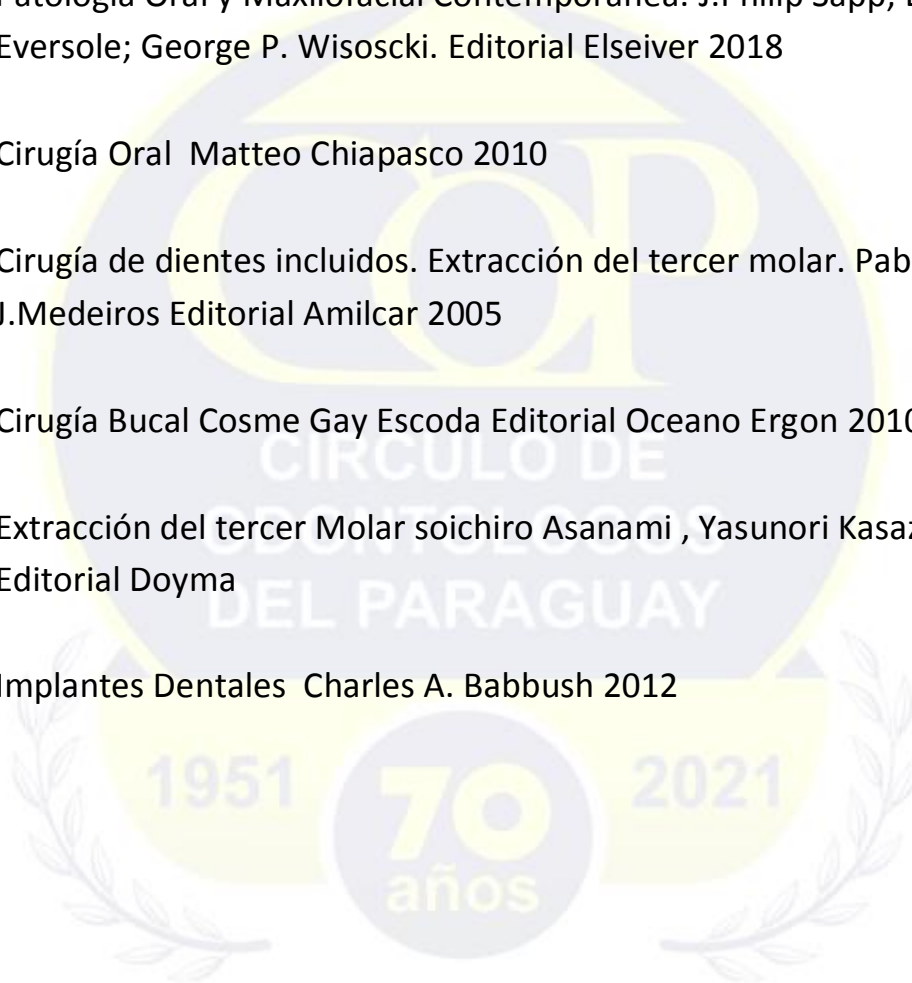 Patología Oral y Maxilofacial Contemporánea. J.Philip Sapp;
Eversole; George P. Wisoscki. Editorial Elseiver 2018
Cirugía Oral Matteo Chiapasco 2010
Cirugía de dientes incluidos. Extracción del tercer molar.
J.Medeiros Editorial Amilcar 2005
Cirugía Bucal Cosme Gay Escoda Editorial Oceano Ergon 2010
Extracción del tercer Molar soichiro Asanami , Yasunori
Editorial Doyma
Implantes Dentales Charles A. Babbush 2012
COP
CIRCULO DE
ODONTOLOGOS
DEL PARAGUAY
1951
70
años
2021